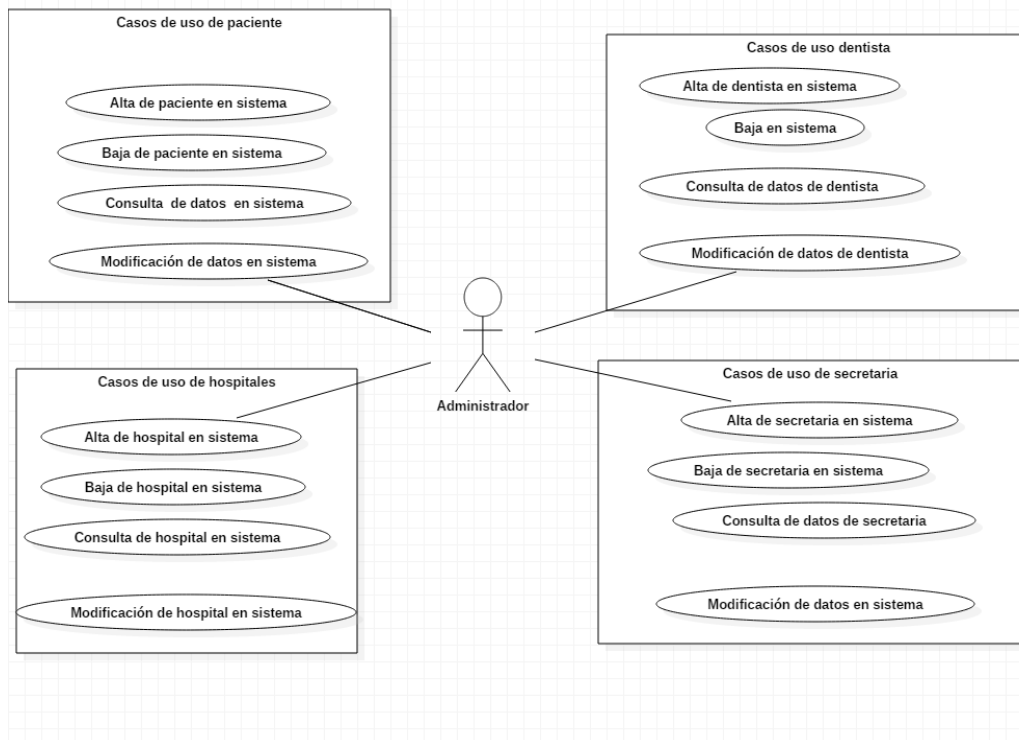 Casos de uso de paciente
Alta de paciente en sistema
Baja de paciente en sistema
Consulta de datos en sistema
Modificación de datos en sistema
Casos de uso dentista
Alta de dentista en sistema
Baja en sistema
Consulta de datos de dentista
Modificación de datos de dentista
Administrador
Casos de uso de hospitales
Alta de hospital en sistema
Baja de hospital en sistema
Consulta de hospital en sistema
Modificación de hospital en sistema
Casos de uso de secretaria
Alta de secretaria en sistema
Baja de secretaria en sistema
Consulta de datos de secretaria
Modificación de datos en sistema